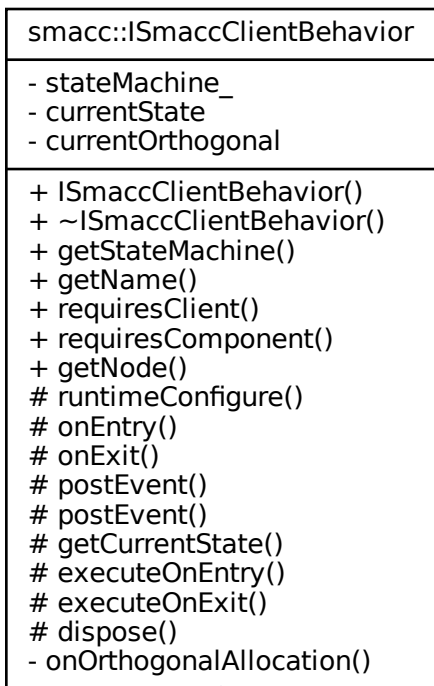 smacc::ISmaccClientBehavior
- stateMachine_
- currentState
- currentOrthogonal
+ ISmaccClientBehavior()
+ ~ISmaccClientBehavior()
+ getStateMachine()
+ getName()
+ requiresClient()
+ requiresComponent()
+ getNode()
# runtimeConfigure()
# onEntry()
# onExit()
# postEvent()
# postEvent()
# getCurrentState()
# executeOnEntry()
# executeOnExit()
# dispose()
- onOrthogonalAllocation()